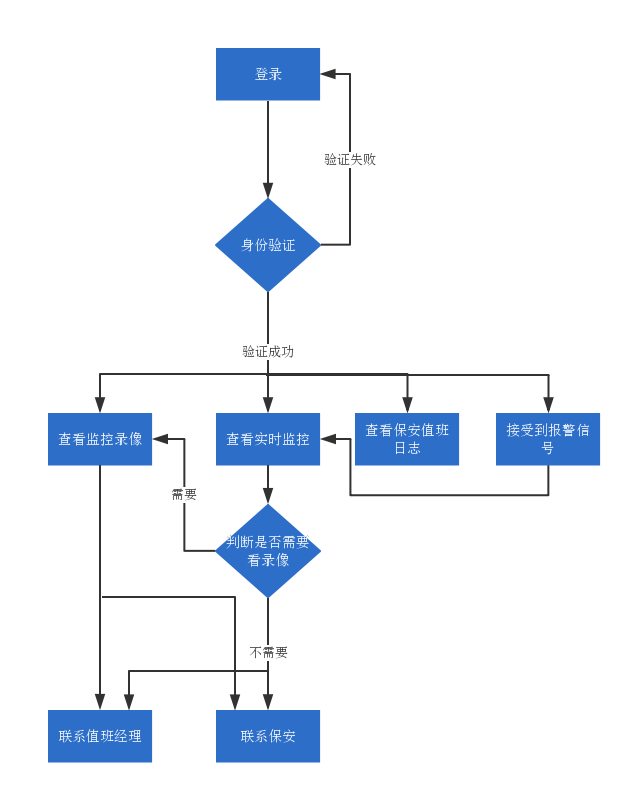 登录
验证失败
身份验证
验证成功
查看监控录像
查看实时监控
查看保安值班
日志
接受到报警信
号
需要
判断是否需要
看录像
不需要
联系值班经理
联系保安